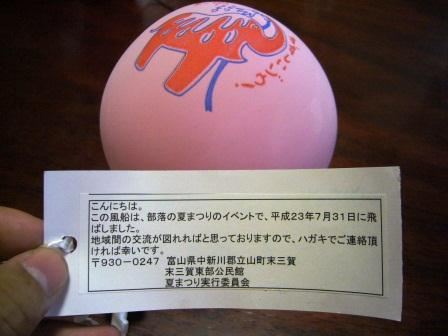 こんにちは。
この風船は、部落の夏まつりのイベントで、平成23年7月31日に飛
ばしました。
地域間の交流が図れればと思っておりますので、ハガキでご連絡頂
ければ幸いです。
〒930-0247 富山県中新川郡立山町末三賀
末三賀東部公民館
夏まつり実行委員会